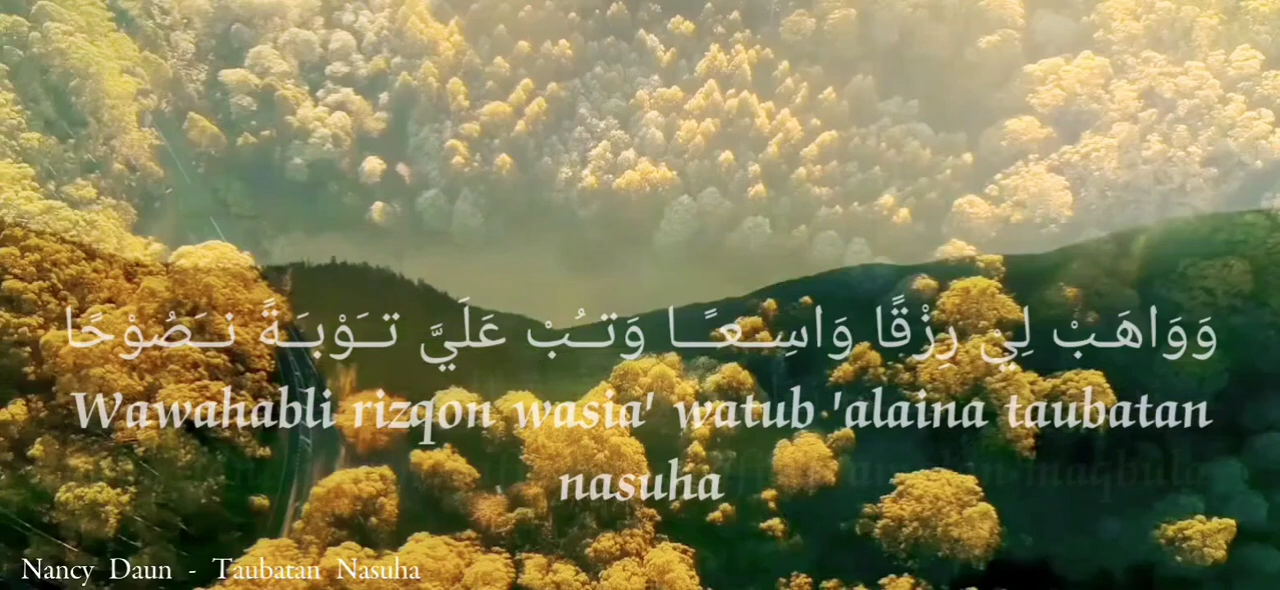 وَوَاهَبْ لِي رِزْقًا وَاسِعًا وَتُبْ عَلَيَّ تَوْبَةً نَصُوْحًا
Wawahabli rizqon wasia' watub 'alaina taubatan
nasuha
Nancy Daun - Taubatan Nasuha